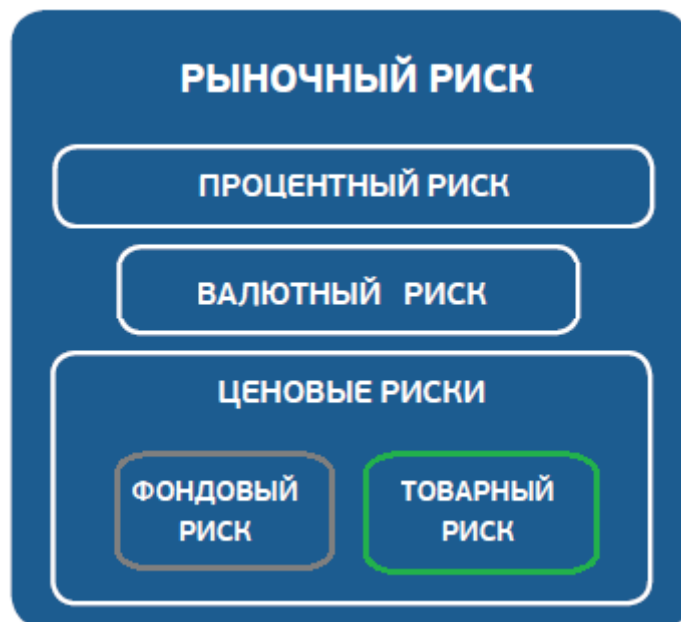 РЫНОЧНЫЙ РИСК
ПРОЦЕНТНЫЙ РИСК
ВАЛЮТНЫЙ РИСК
ЦЕНОВЫЕ РИСКИ
ФОНДОВЫЙ
РИСК
ТОВАРНЫЙ
РИСК